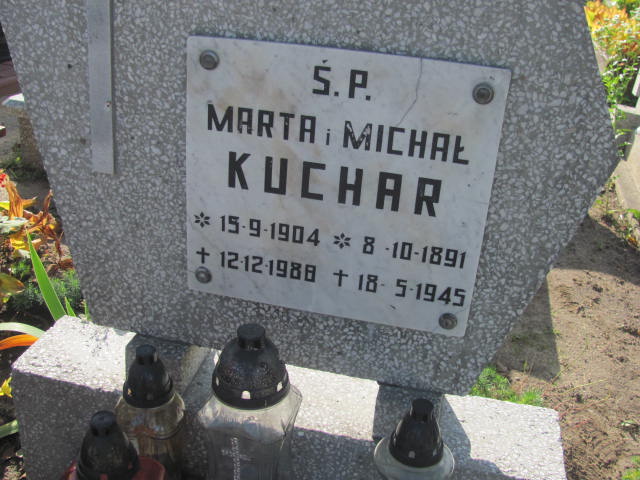 Ś.P.
MARTA i MICHAŁ
KUCHAR
* 15-9-1904 * 8-10-1891
† 12-12-1988 † 18-5-1945